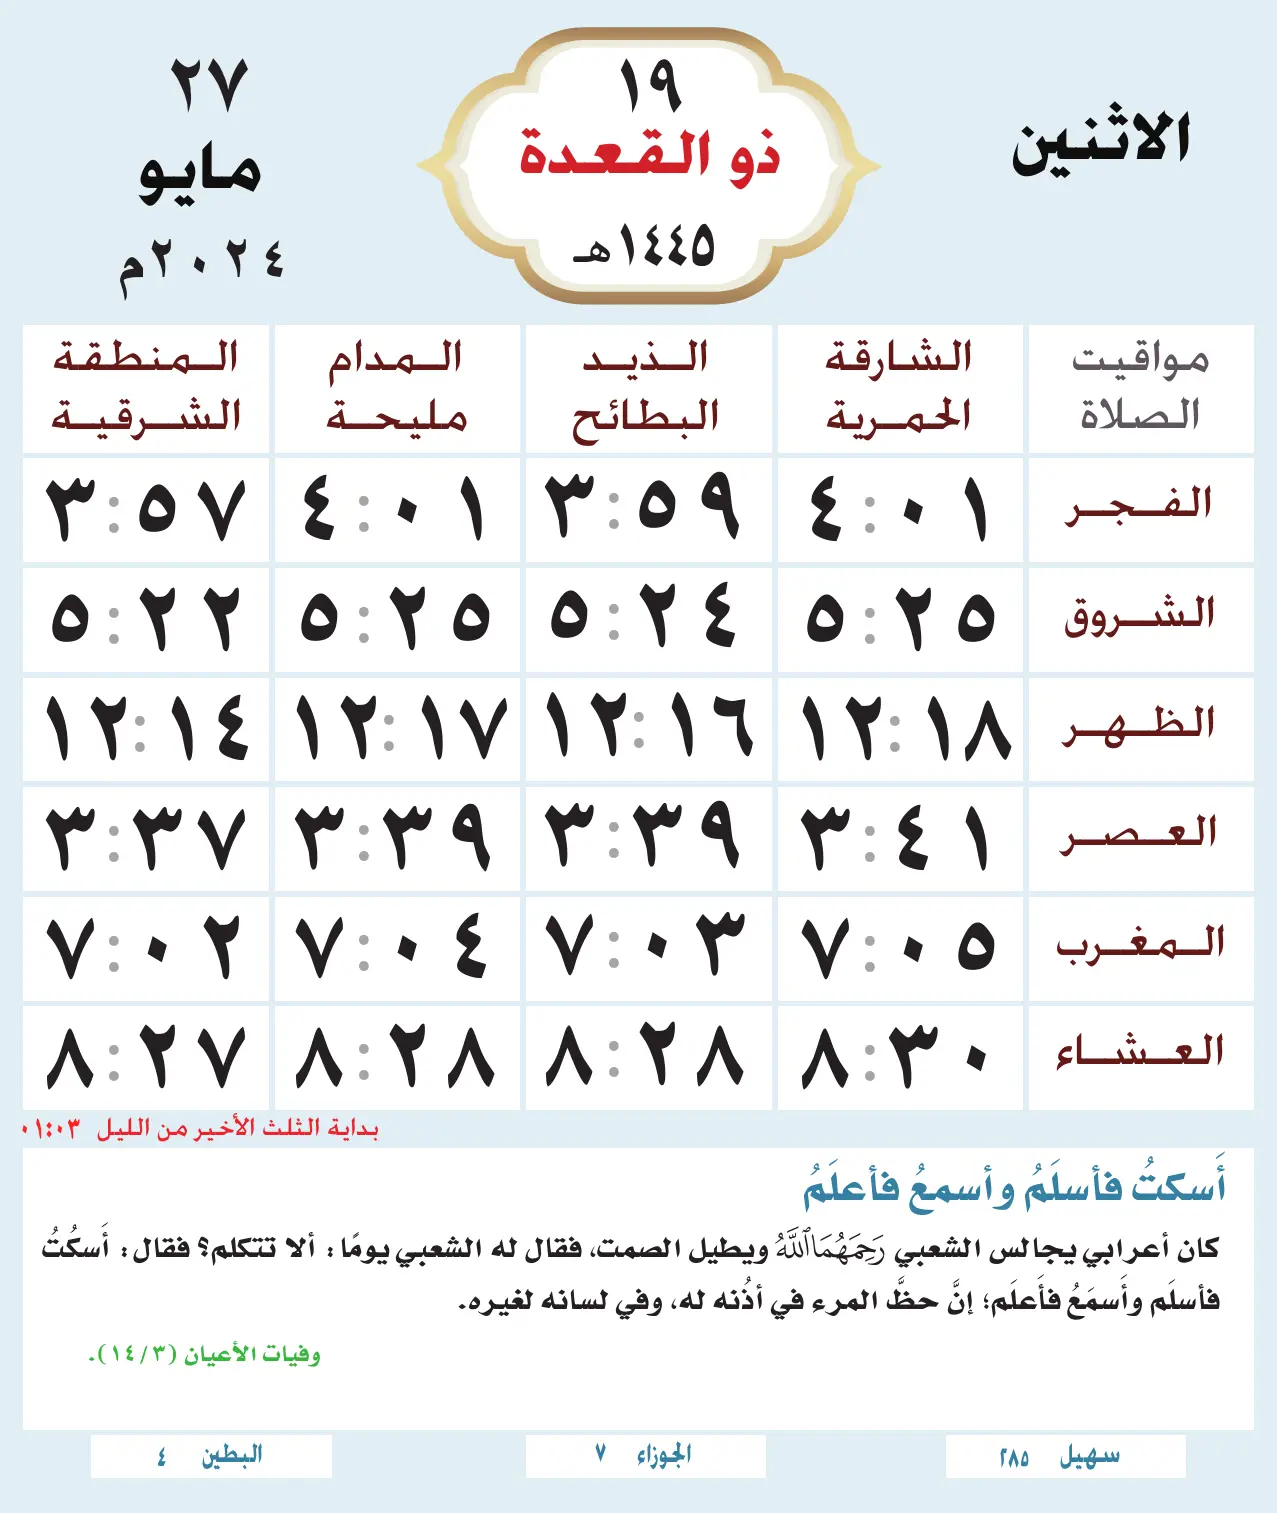 الاثنين
١٩
ذو القعدة
١٤٤٥هـ
٢٧
مايو
٢٠٢٤م
مواقيت الصلاة	الشارقة الحمرية	الذيد البطائح	المدام مليحة	المنطقة الشرقية
الفجر	٤:٠١	٣:٥٩	٤:٠١	٣:٥٧
الشروق	٥:٢٥	٥:٢٤	٥:٢٥	٥:٢٢
الظهر	١٢:١٨	١٢:١٦	١٢:١٧	١٢:١٤
العصر	٣:٤١	٣:٣٩	٣:٣٩	٣:٣٧
المغرب	٧:٠٥	٧:٠٣	٧:٠٤	٧:٠٢
العشاء	٨:٣٠	٨:٢٨	٨:٢٨	٨:٢٧
بداية الثلث الأخير من الليل ٠١:٠٣
أَسكتُ فأسلَمُ وأسمعُ فأعلَمُ
كان أعرابي يجالس الشعبي رَحِمَهُمَاٱللَّهُ ويطيل الصمت، فقال له الشعبي يومًا: ألا تتكلم؟ فقال: أَسكُتُ
فأسلَم وأَسمَعُ فأَعلَم؛ إنَّ حظَّ المرء في أذُنه له، وفي لسانه لغيره.
وفيات الأعيان (٣/١٤).
سهيل ٢٨٥
الجوزاء ٧
البطين ٤